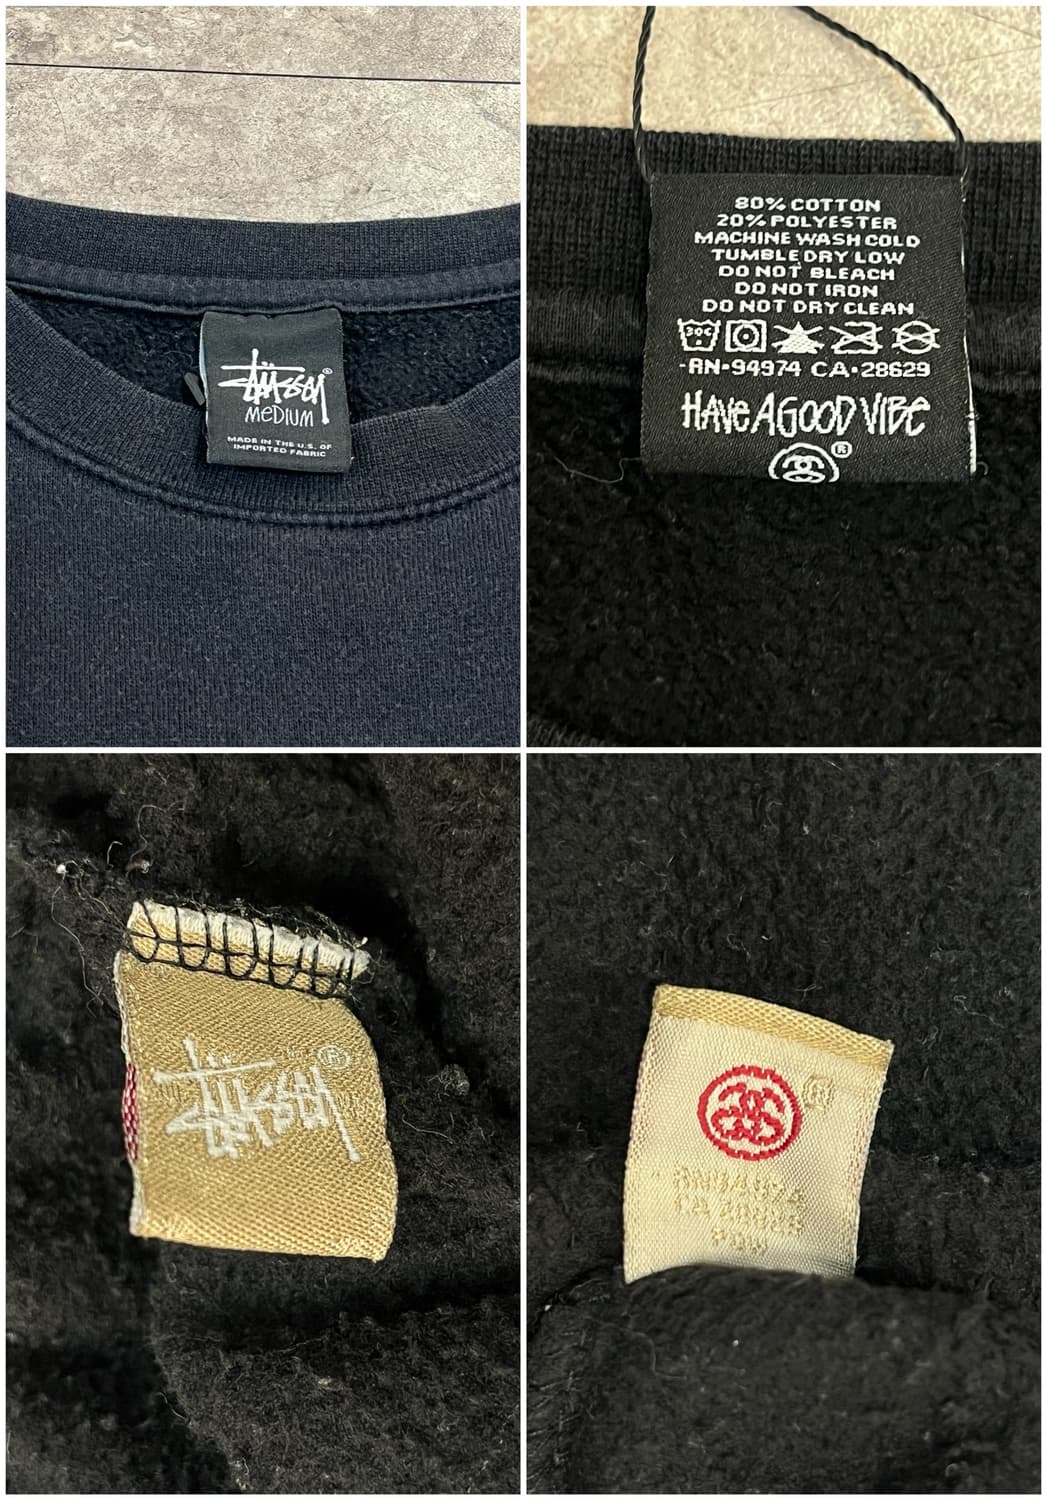 Stüssy®
MeDIUM
MADE IN THE U.S. OF
IMPORTED FABRIC
80% COTTON
20% POLYESTER
MACHINE WASH COLD
TUMBLE DRY LOW
DO NOT BLEACH
DO NOT IRON
DO NOT DRY CLEAN
30C
-RN-94974 CA-28629
HAVe A GOOD VIBE
®
Stüssy®
®